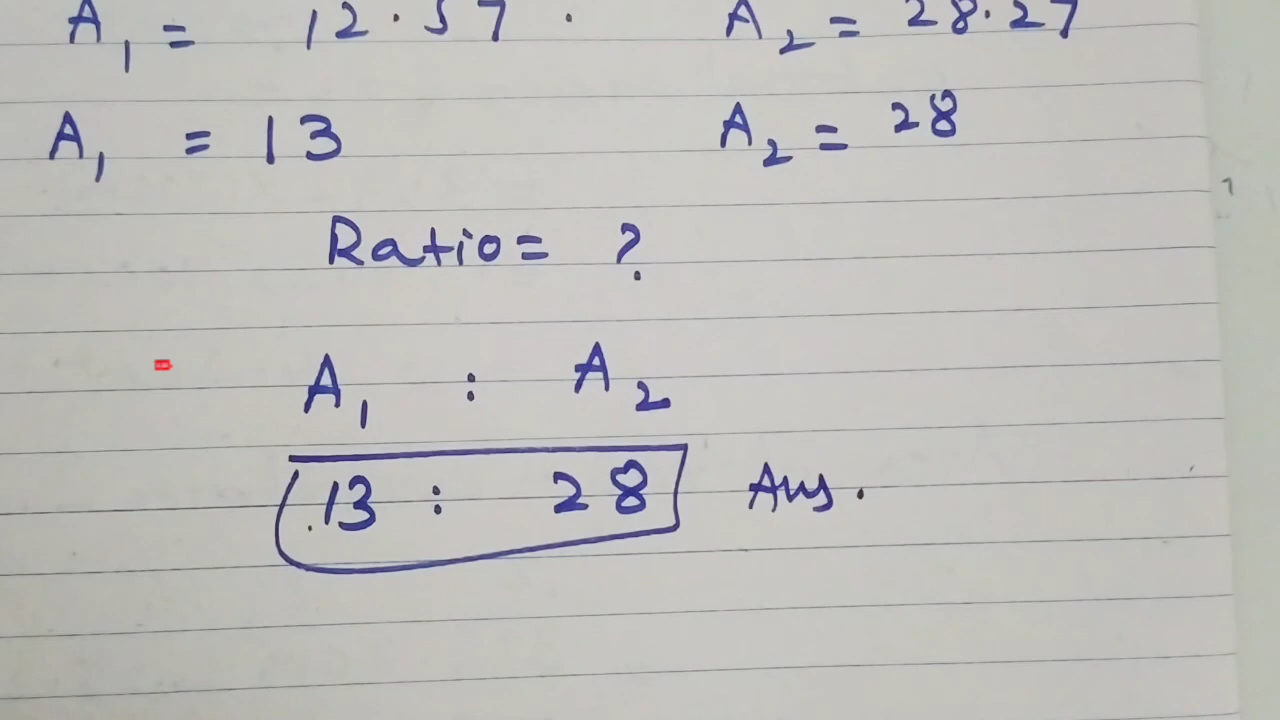 A₁ = 12.57. A₂ = 28.27
A₁ = 13 A₂ = 28
Ratio = ?
A₁ : A₂
13 : 28 Ans.